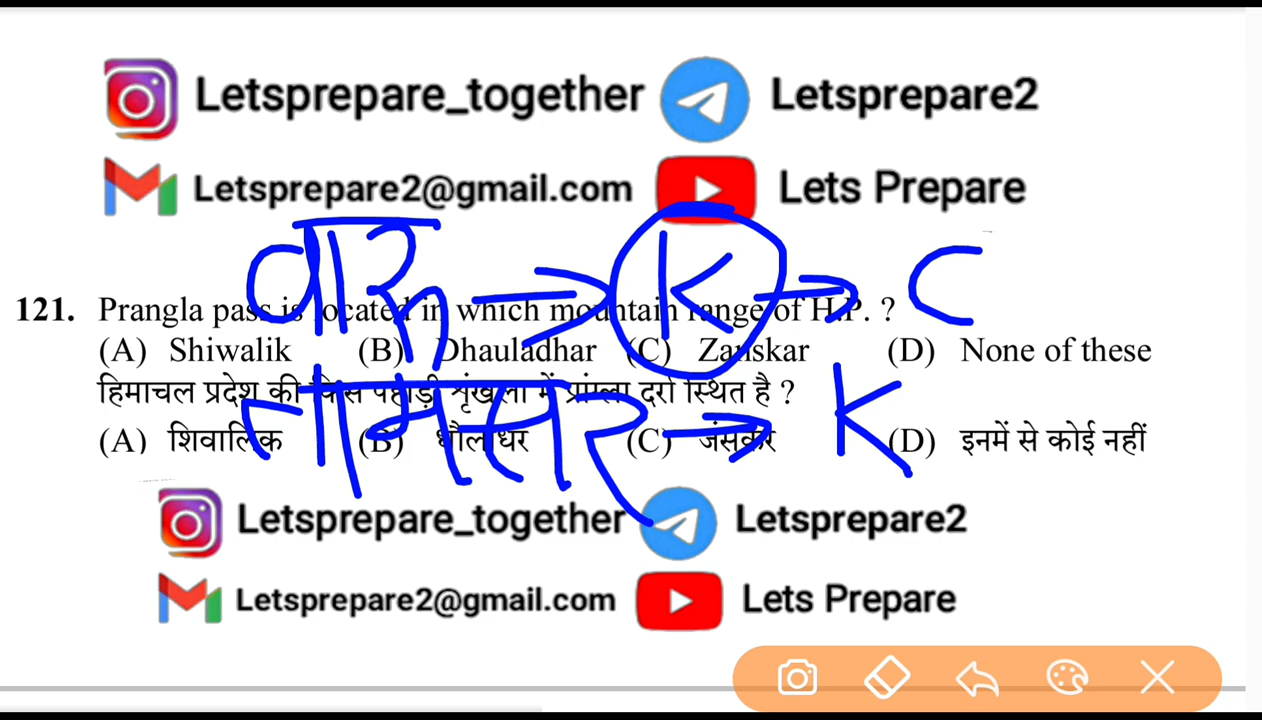 Letsprepare_together Letsprepare2
Letsprepare2@gmail.com Lets Prepare
K → C
121. Prangla pass is located in which mountain range of H.P. ?
(A) Shiwalik (B) Dhauladhar (C) Zanskar (D) None of these
हिमाचल प्रदेश की किस पहाड़ी शृंखला में प्रांगला दर्रा स्थित है ?
→ K
(A) शिवालिक (B) धौलाधर (C) जंसकर (D) इनमें से कोई नहीं
Letsprepare_together Letsprepare2
Letsprepare2@gmail.com Lets Prepare